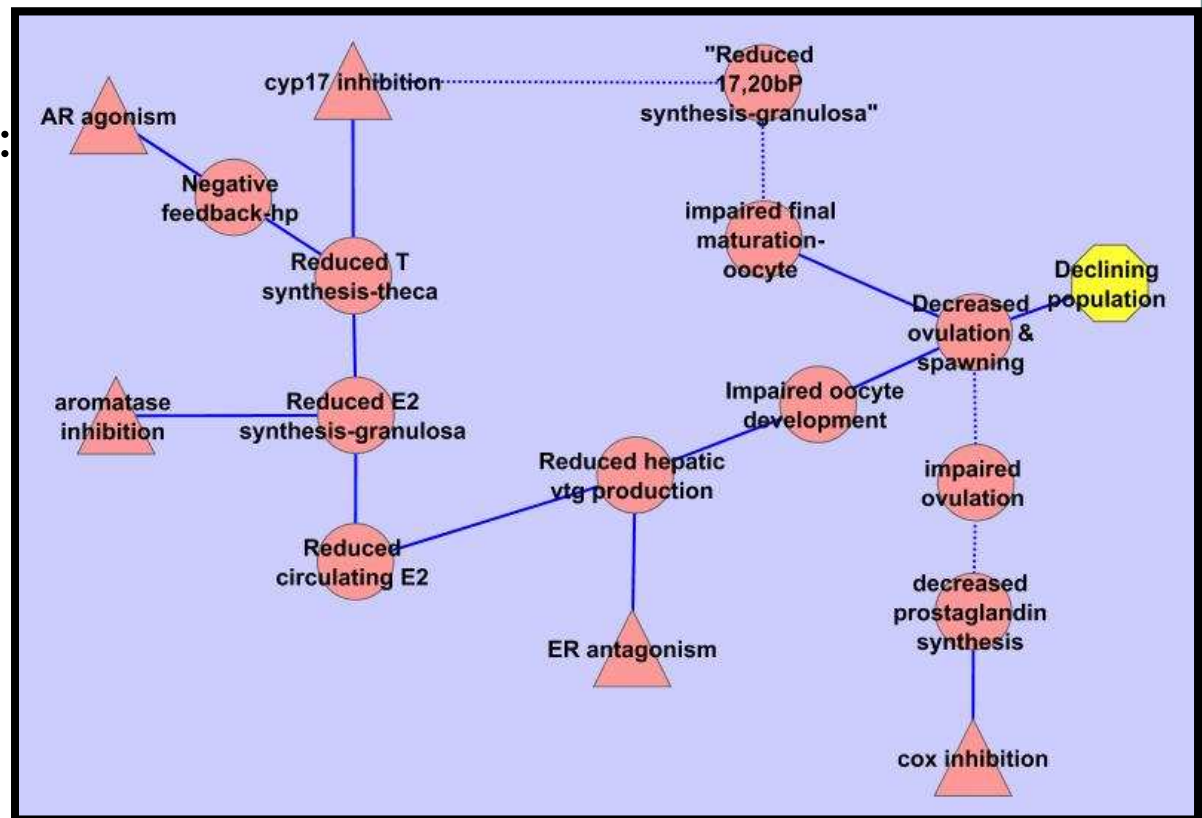 "Reduced
17,20bP
synthesis-granulosa"
cyp17 inhibition
AR agonism
Negative
feedback-hp
impaired final
maturation-
oocyte
Reduced T
synthesis-theca
Declining
population
Decreased
ovulation &
spawning
aromatase
inhibition
Reduced E2
synthesis-granulosa
Impaired oocyte
development
Reduced hepatic
vtg production
impaired
ovulation
Reduced
circulating E2
decreased
prostaglandin
synthesis
ER antagonism
cox inhibition